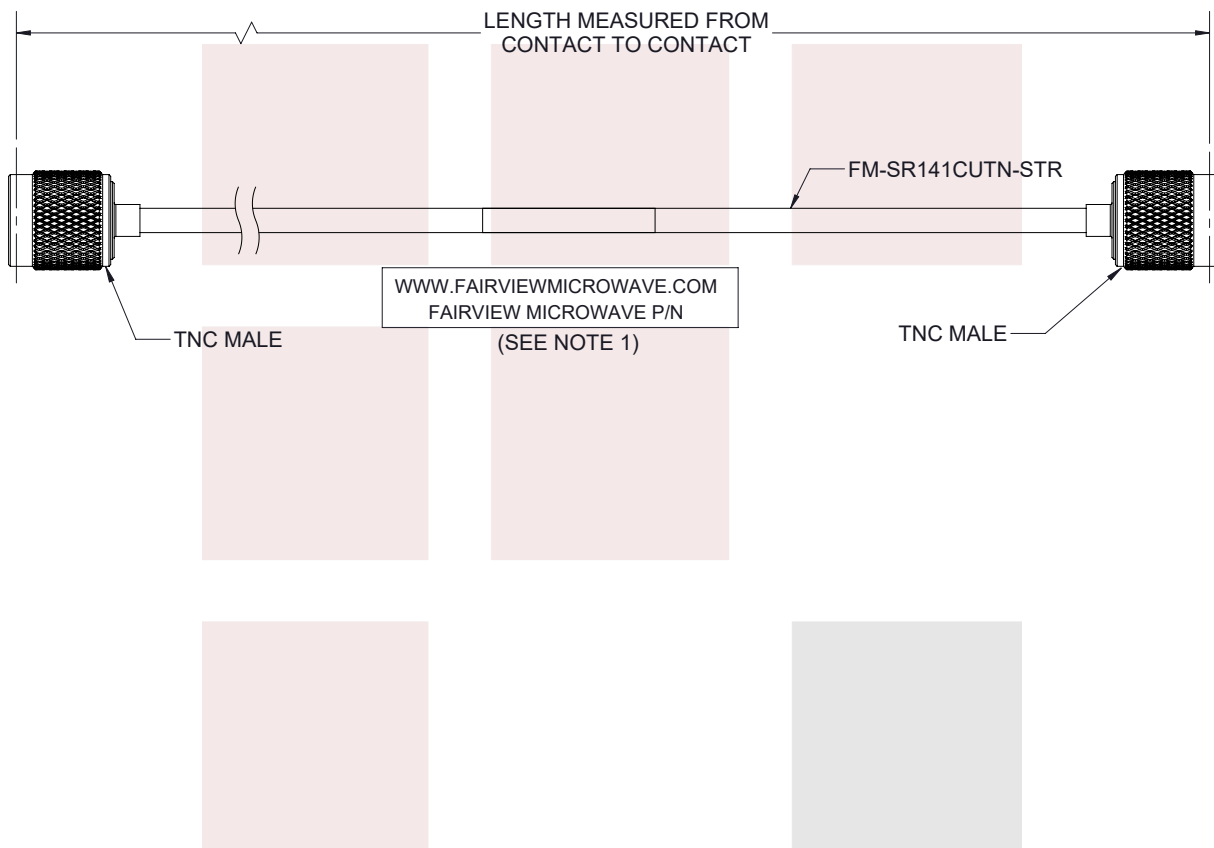 LENGTH MEASURED FROM
CONTACT TO CONTACT
FM-SR141CUTN-STR
WWW.FAIRVIEWMICROWAVE.COM
FAIRVIEW MICROWAVE P/N
(SEE NOTE 1)
TNC MALE
TNC MALE